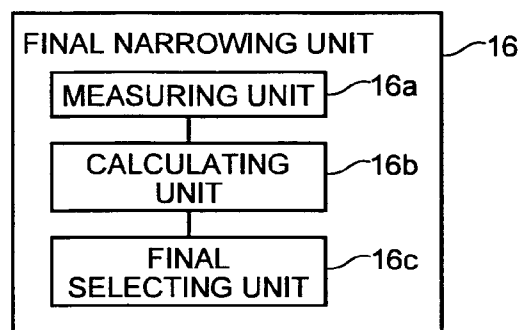 FINAL NARROWING UNIT
16
MEASURING UNIT
16a
CALCULATING
UNIT
16b
FINAL
SELECTING UNIT
16c